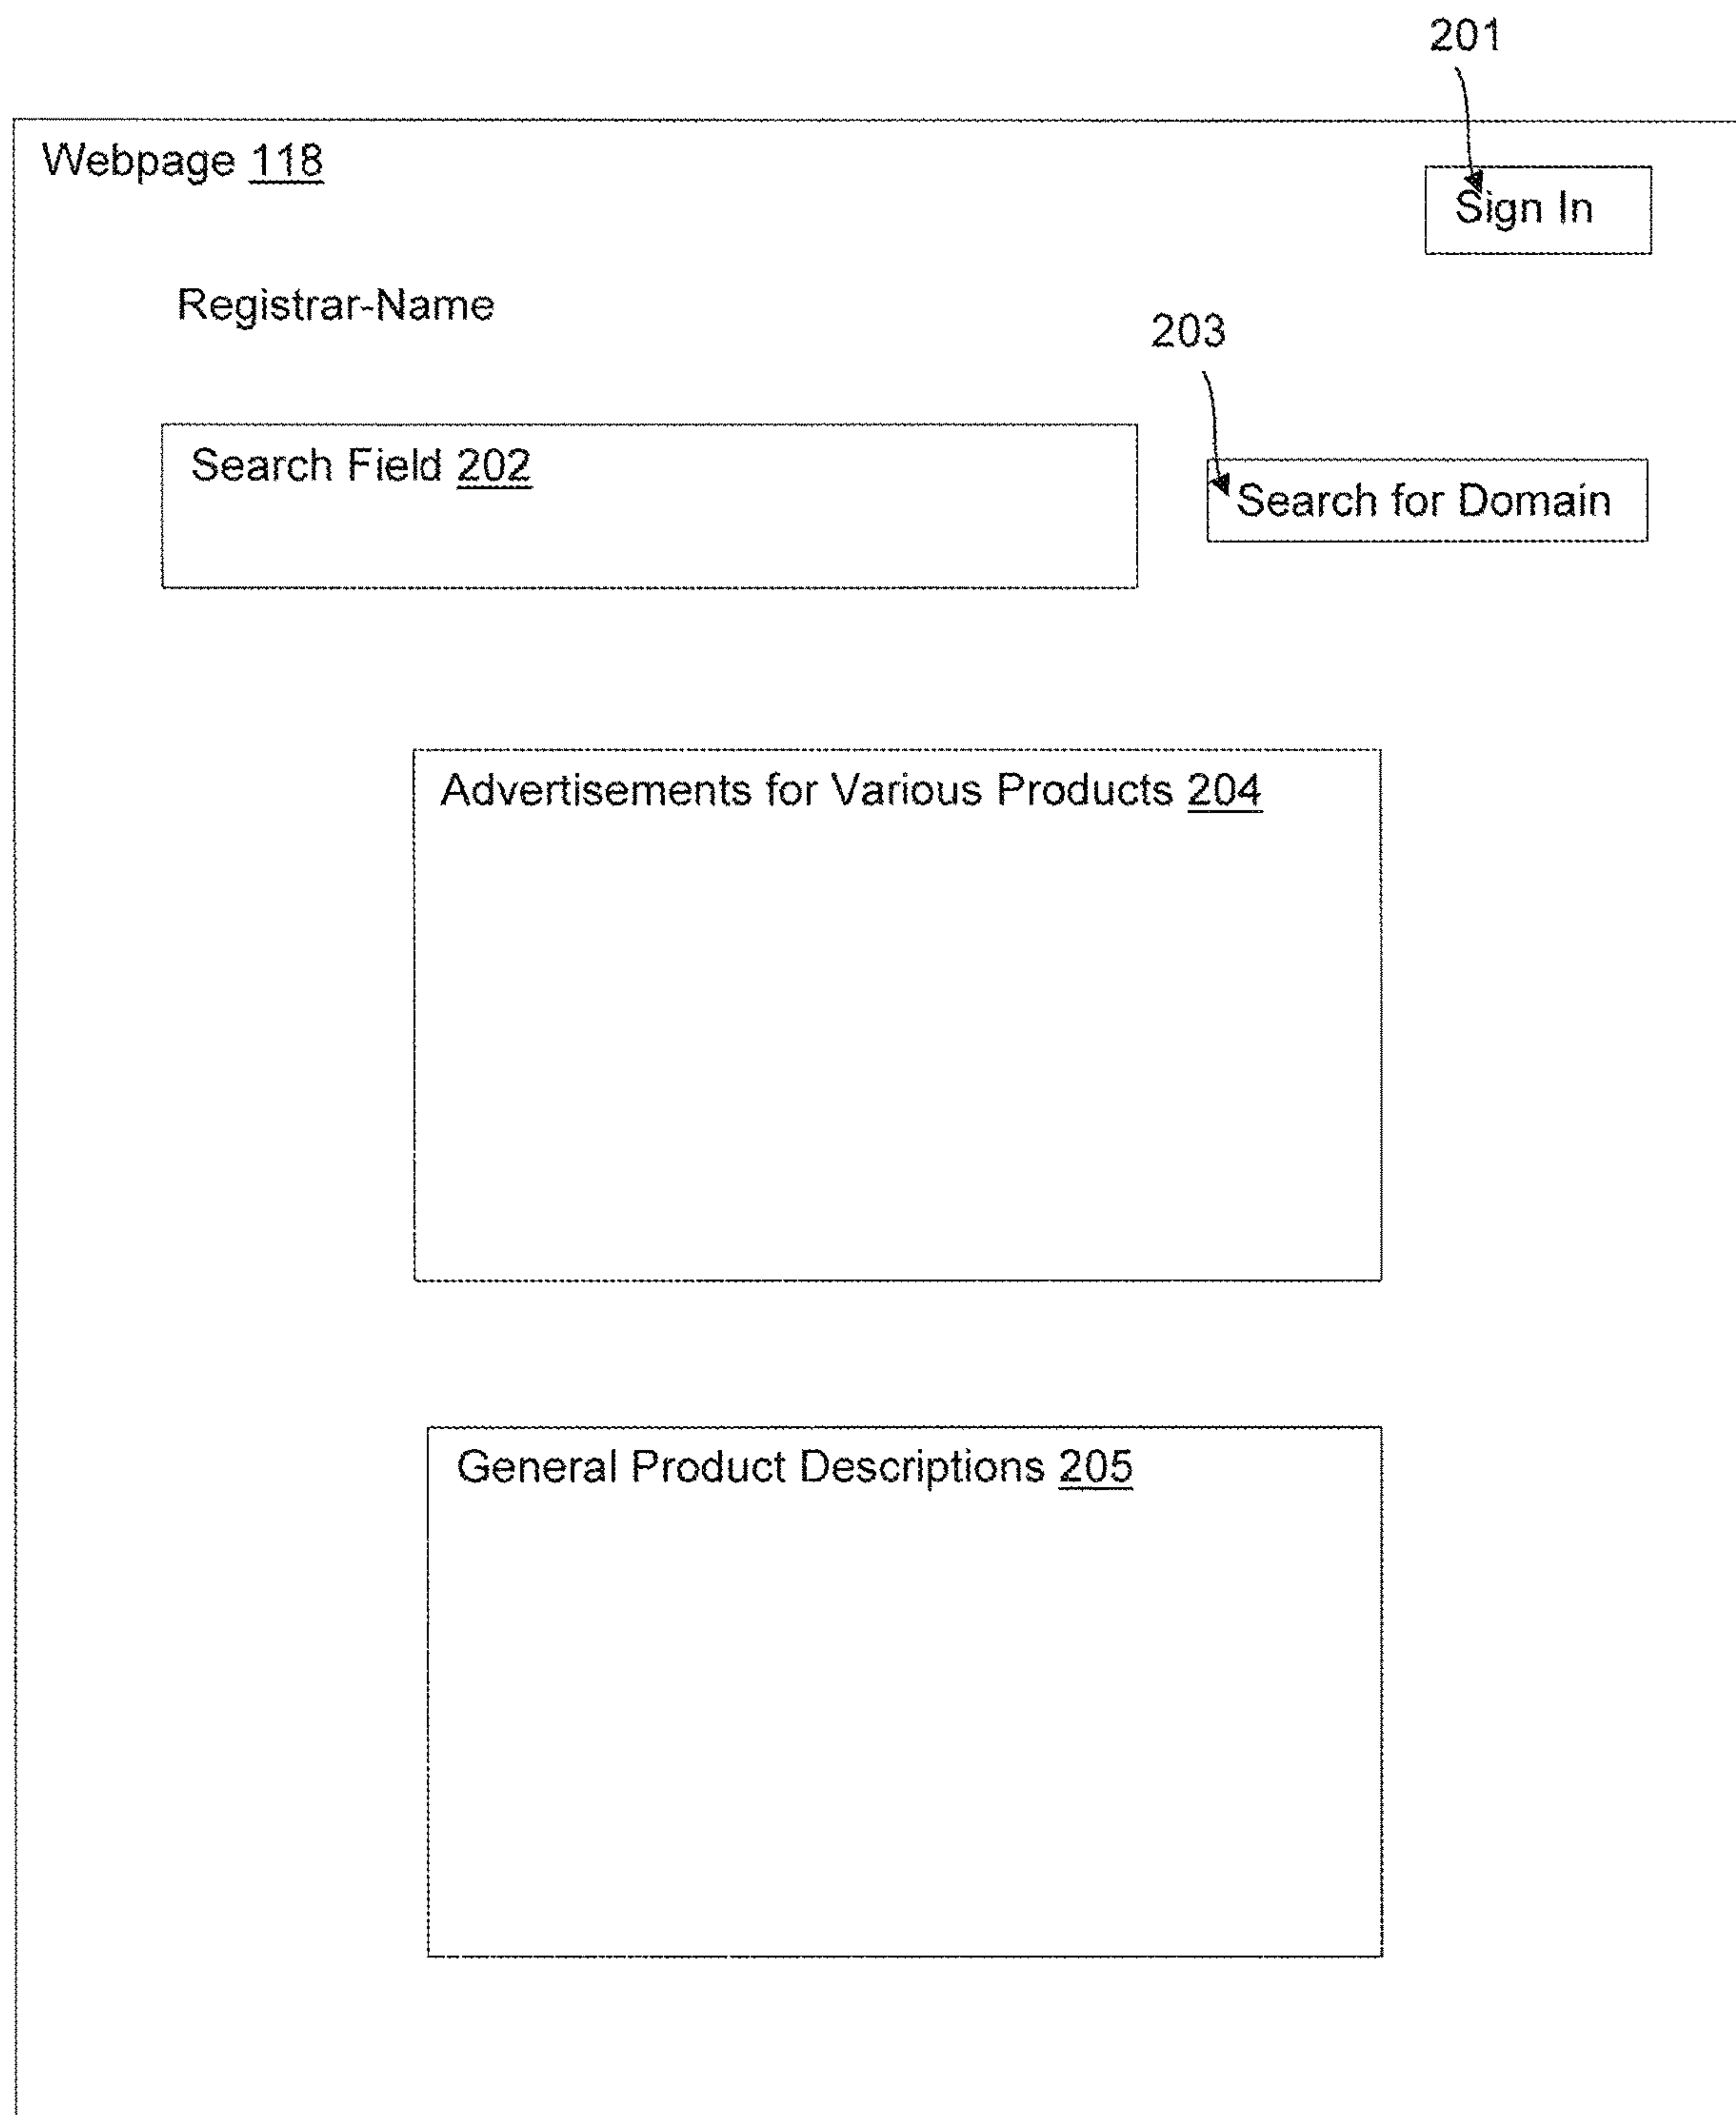 201
Webpage 118
Sign In
Registrar-Name
203
Search Field 202
Search for Domain
Advertisements for Various Products 204
General Product Descriptions 205